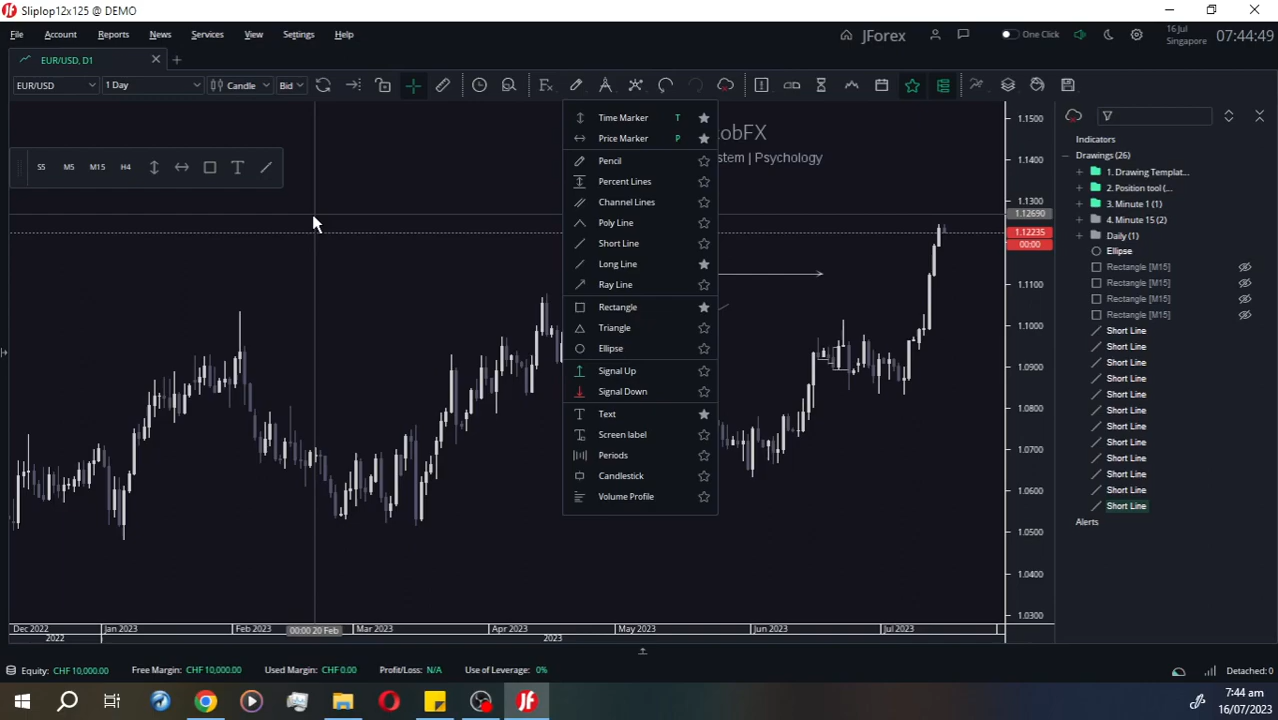 Sliplop12x125 @ DEMO
File Account Reports News Services View Settings Help
JForex
One Click
16 Jul
Singapore
07:44:49
EUR/USD, D1
EUR/USD 1 Day Candle Bid
S5 M5 M15 H4
obFX
stem | Psychology
Time Marker T
Price Marker P
Pencil
Percent Lines
Channel Lines
Poly Line
Short Line
Long Line
Ray Line
Rectangle
Triangle
Ellipse
Signal Up
Signal Down
Text
Screen label
Periods
Candlestick
Volume Profile
1.1500
1.1400
1.1300
1.12690
1.12235
00:00
1.1100
1.1000
1.0900
1.0800
1.0700
1.0600
1.0500
1.0400
1.0300
Indicators
Drawings (26)
1. Drawing Templat...
2. Position tool (...
3. Minute 1 (1)
4. Minute 15 (2)
Daily (1)
Ellipse
Rectangle [M15]
Rectangle [M15]
Rectangle [M15]
Rectangle [M15]
Short Line
Short Line
Short Line
Short Line
Short Line
Short Line
Short Line
Short Line
Short Line
Short Line
Short Line
Short Line
Alerts
Dec 2022 Jan 2023 Feb 2023 00:00 20 Feb Mar 2023 Apr 2023 May 2023 Jun 2023 Jul 2023
2022 2023
Equity: CHF 10,000.00 Free Margin: CHF 10,000.00 Used Margin: CHF 0.00 Profit/Loss: N/A Use of Leverage: 0% Detached: 0
7:44 am
16/07/2023